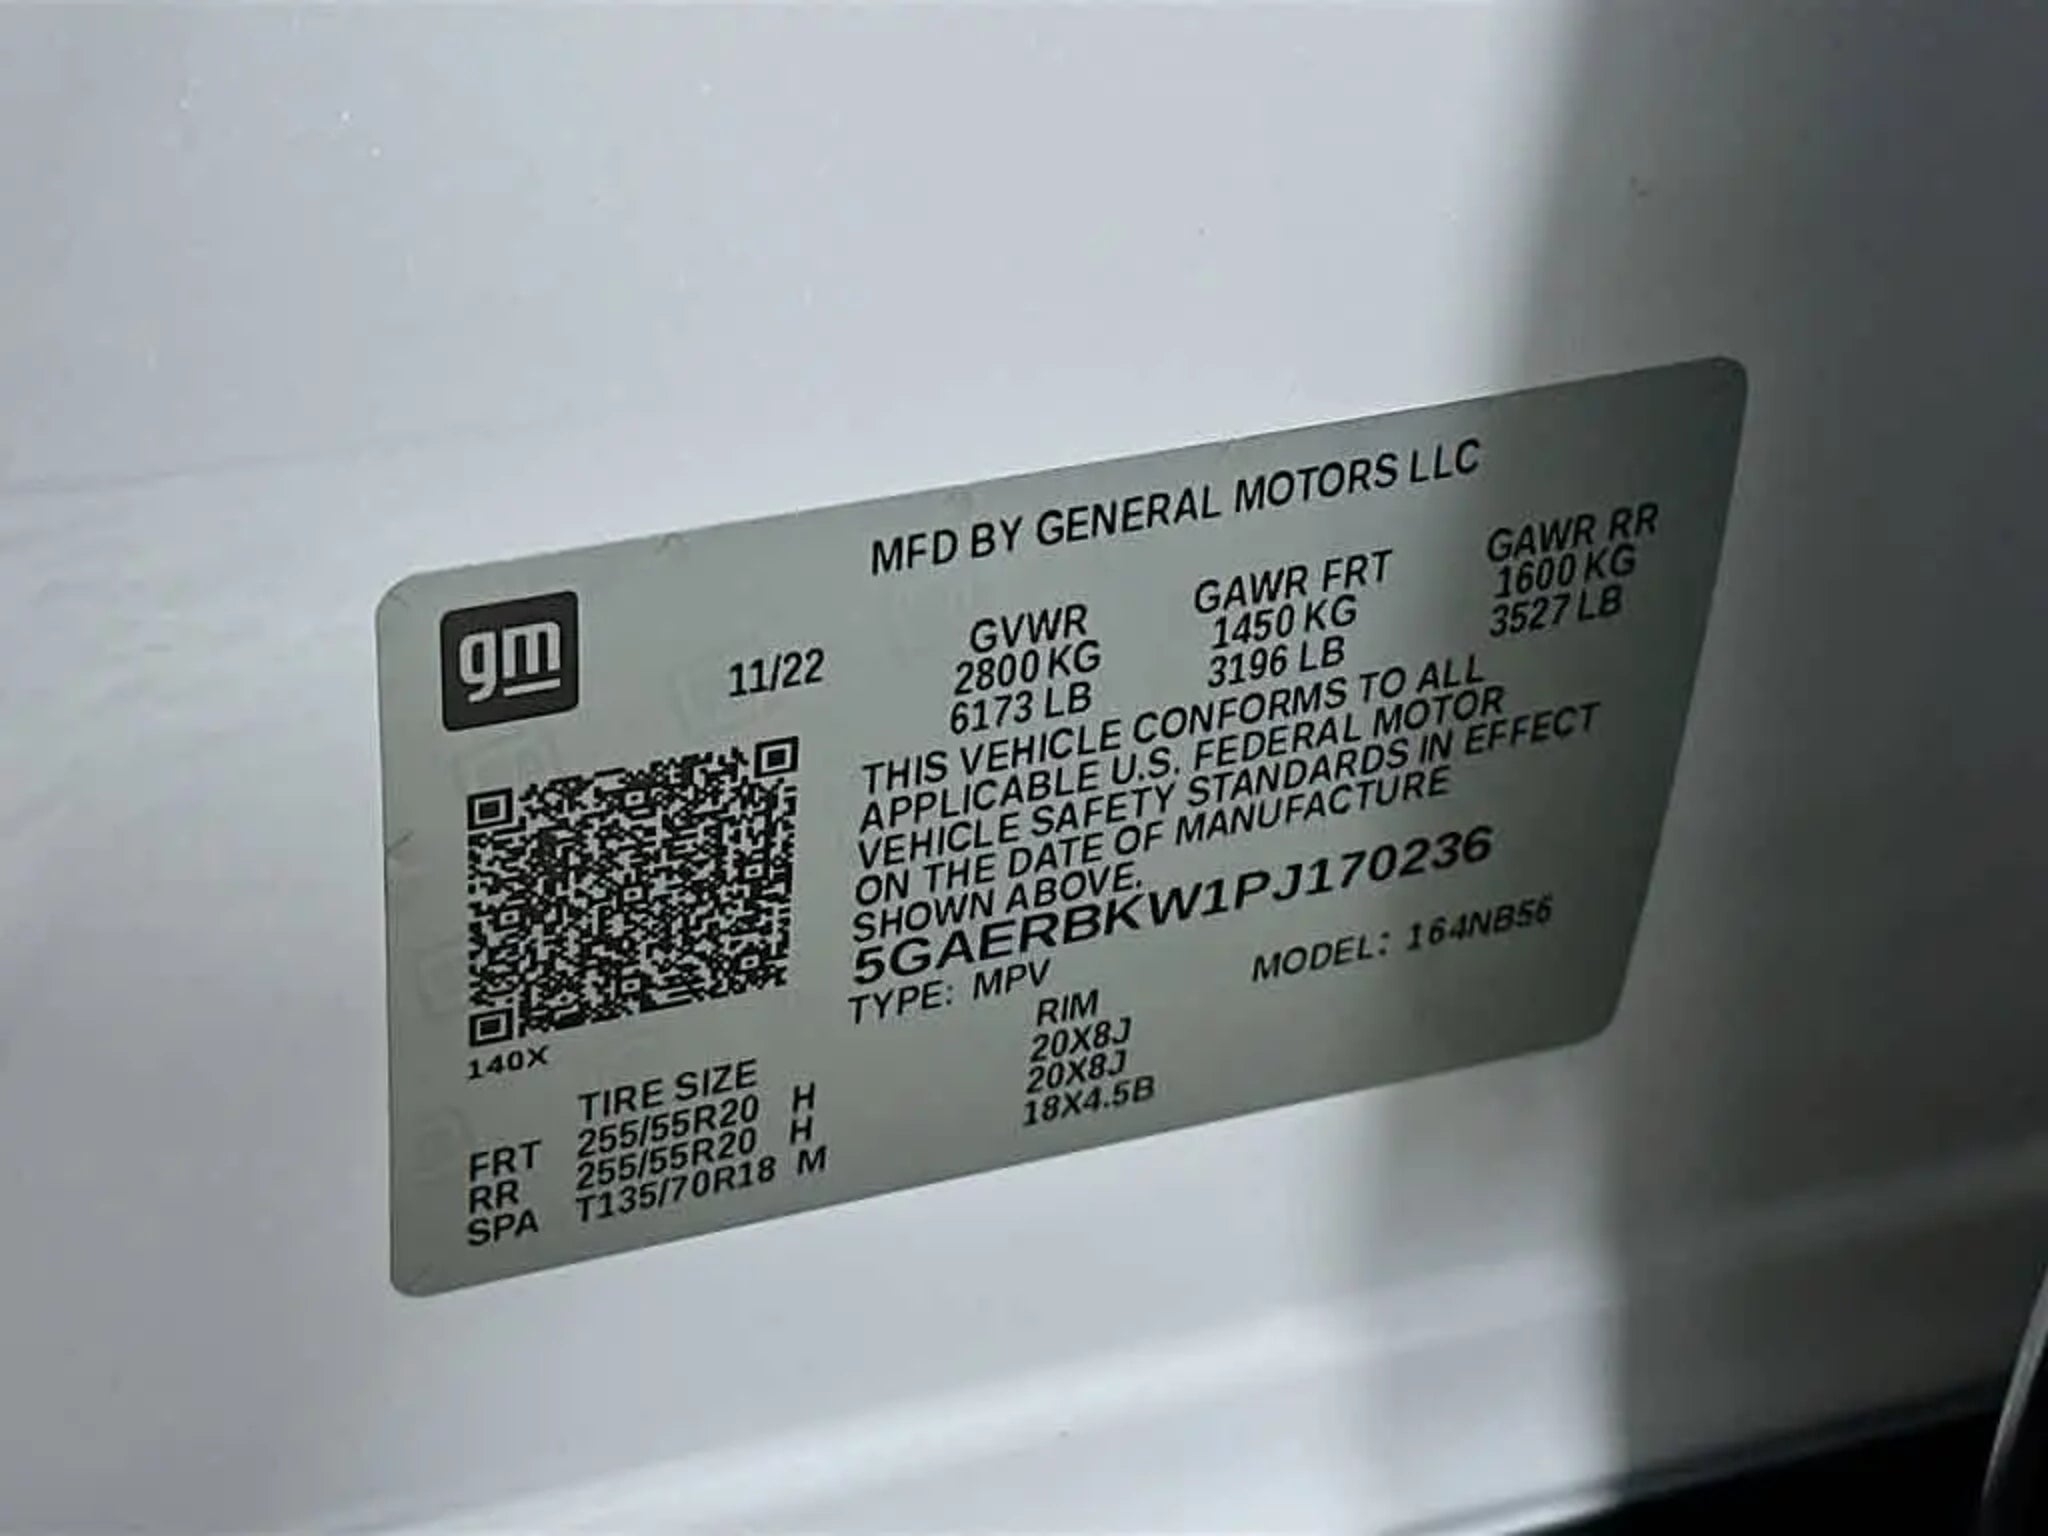 MFD BY GENERAL MOTORS LLC
gm
11/22
GVWR GAWR FRT GAWR RR
2800 KG 1450 KG 1600 KG
6173 LB 3196 LB 3527 LB
THIS VEHICLE CONFORMS TO ALL
APPLICABLE U.S. FEDERAL MOTOR
VEHICLE SAFETY STANDARDS IN EFFECT
ON THE DATE OF MANUFACTURE
SHOWN ABOVE.
5GAERBKW1PJ170236
TYPE: MPV MODEL: 164NB56
140X
TIRE SIZE RIM
FRT 255/55R20 H 20X8J
RR 255/55R20 H 20X8J
SPA T135/70R18 M 18X4.5B